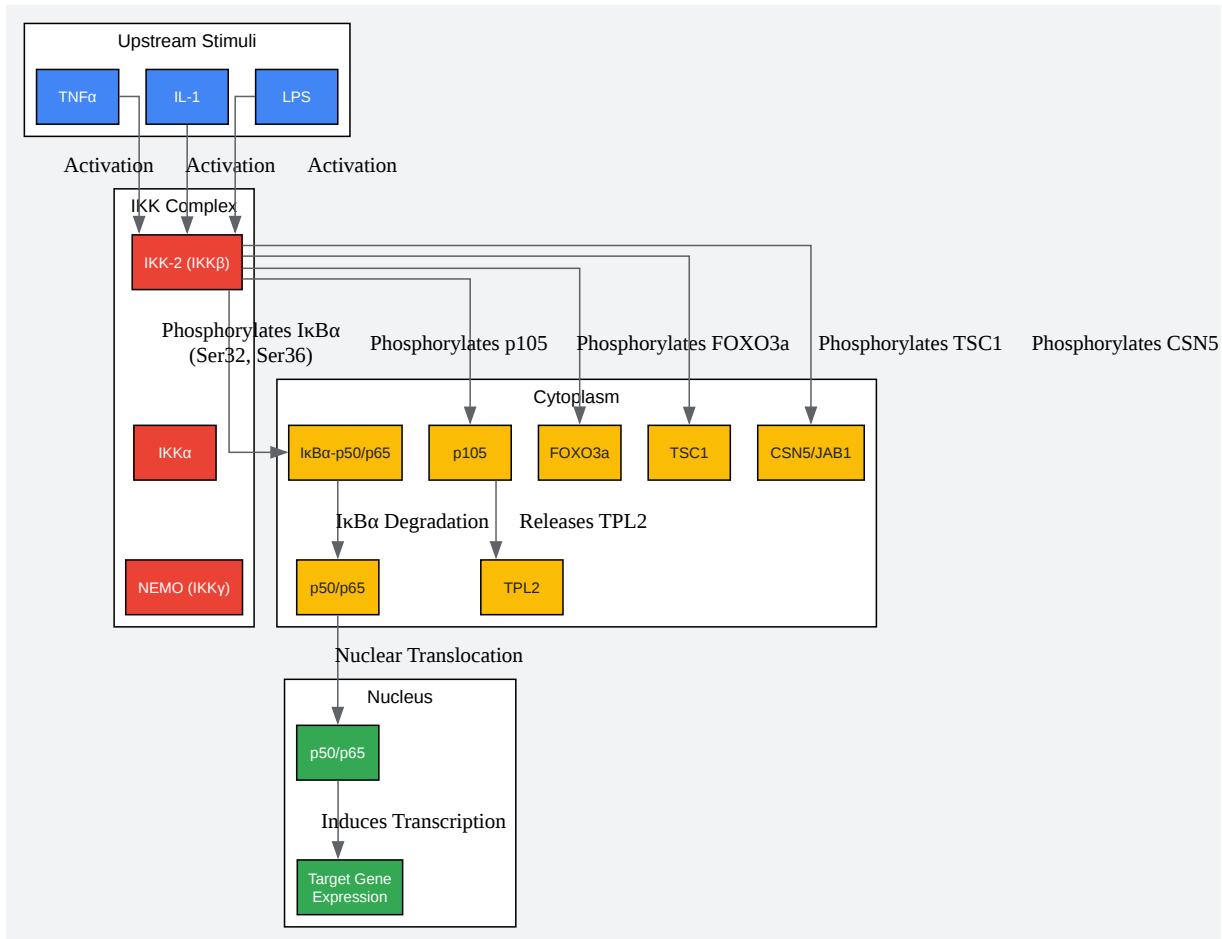 Upstream Stimuli
TNFα
IL-1
LPS
Activation
Activation
Activation
IKK Complex
IKK-2 (IKKβ)
Phosphorylates IκBα
(Ser32, Ser36)
Phosphorylates p105
Phosphorylates FOXO3a
Phosphorylates TSC1
Phosphorylates CSN5
Cytoplasm
IKKα
IκBα-p50/p65
p105
FOXO3a
TSC1
CSN5/JAB1
IκBα Degradation
Releases TPL2
NEMO (IKKγ)
p50/p65
TPL2
Nuclear Translocation
Nucleus
p50/p65
Induces Transcription
Target Gene
Expression